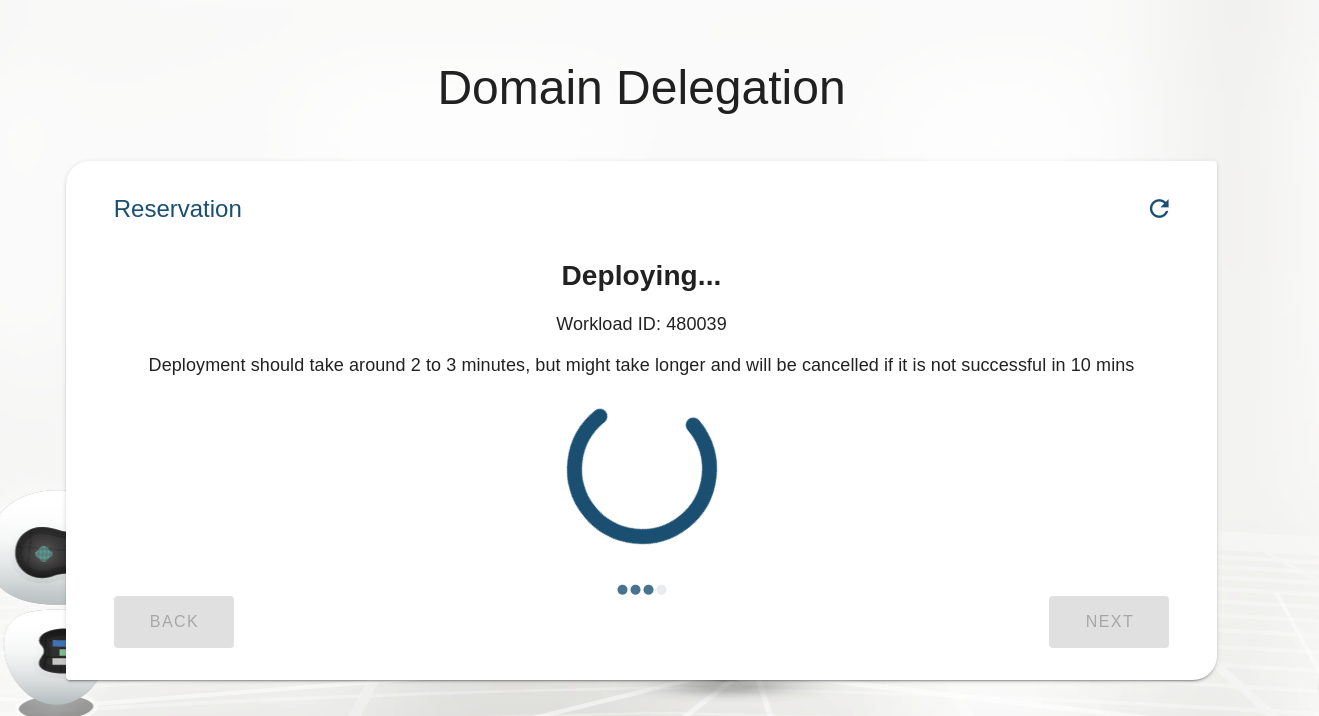 Domain Delegation
Reservation
Deploying...
Workload ID: 480039
Deployment should take around 2 to 3 minutes, but might take longer and will be cancelled if it is not successful in 10 mins
BACK
NEXT